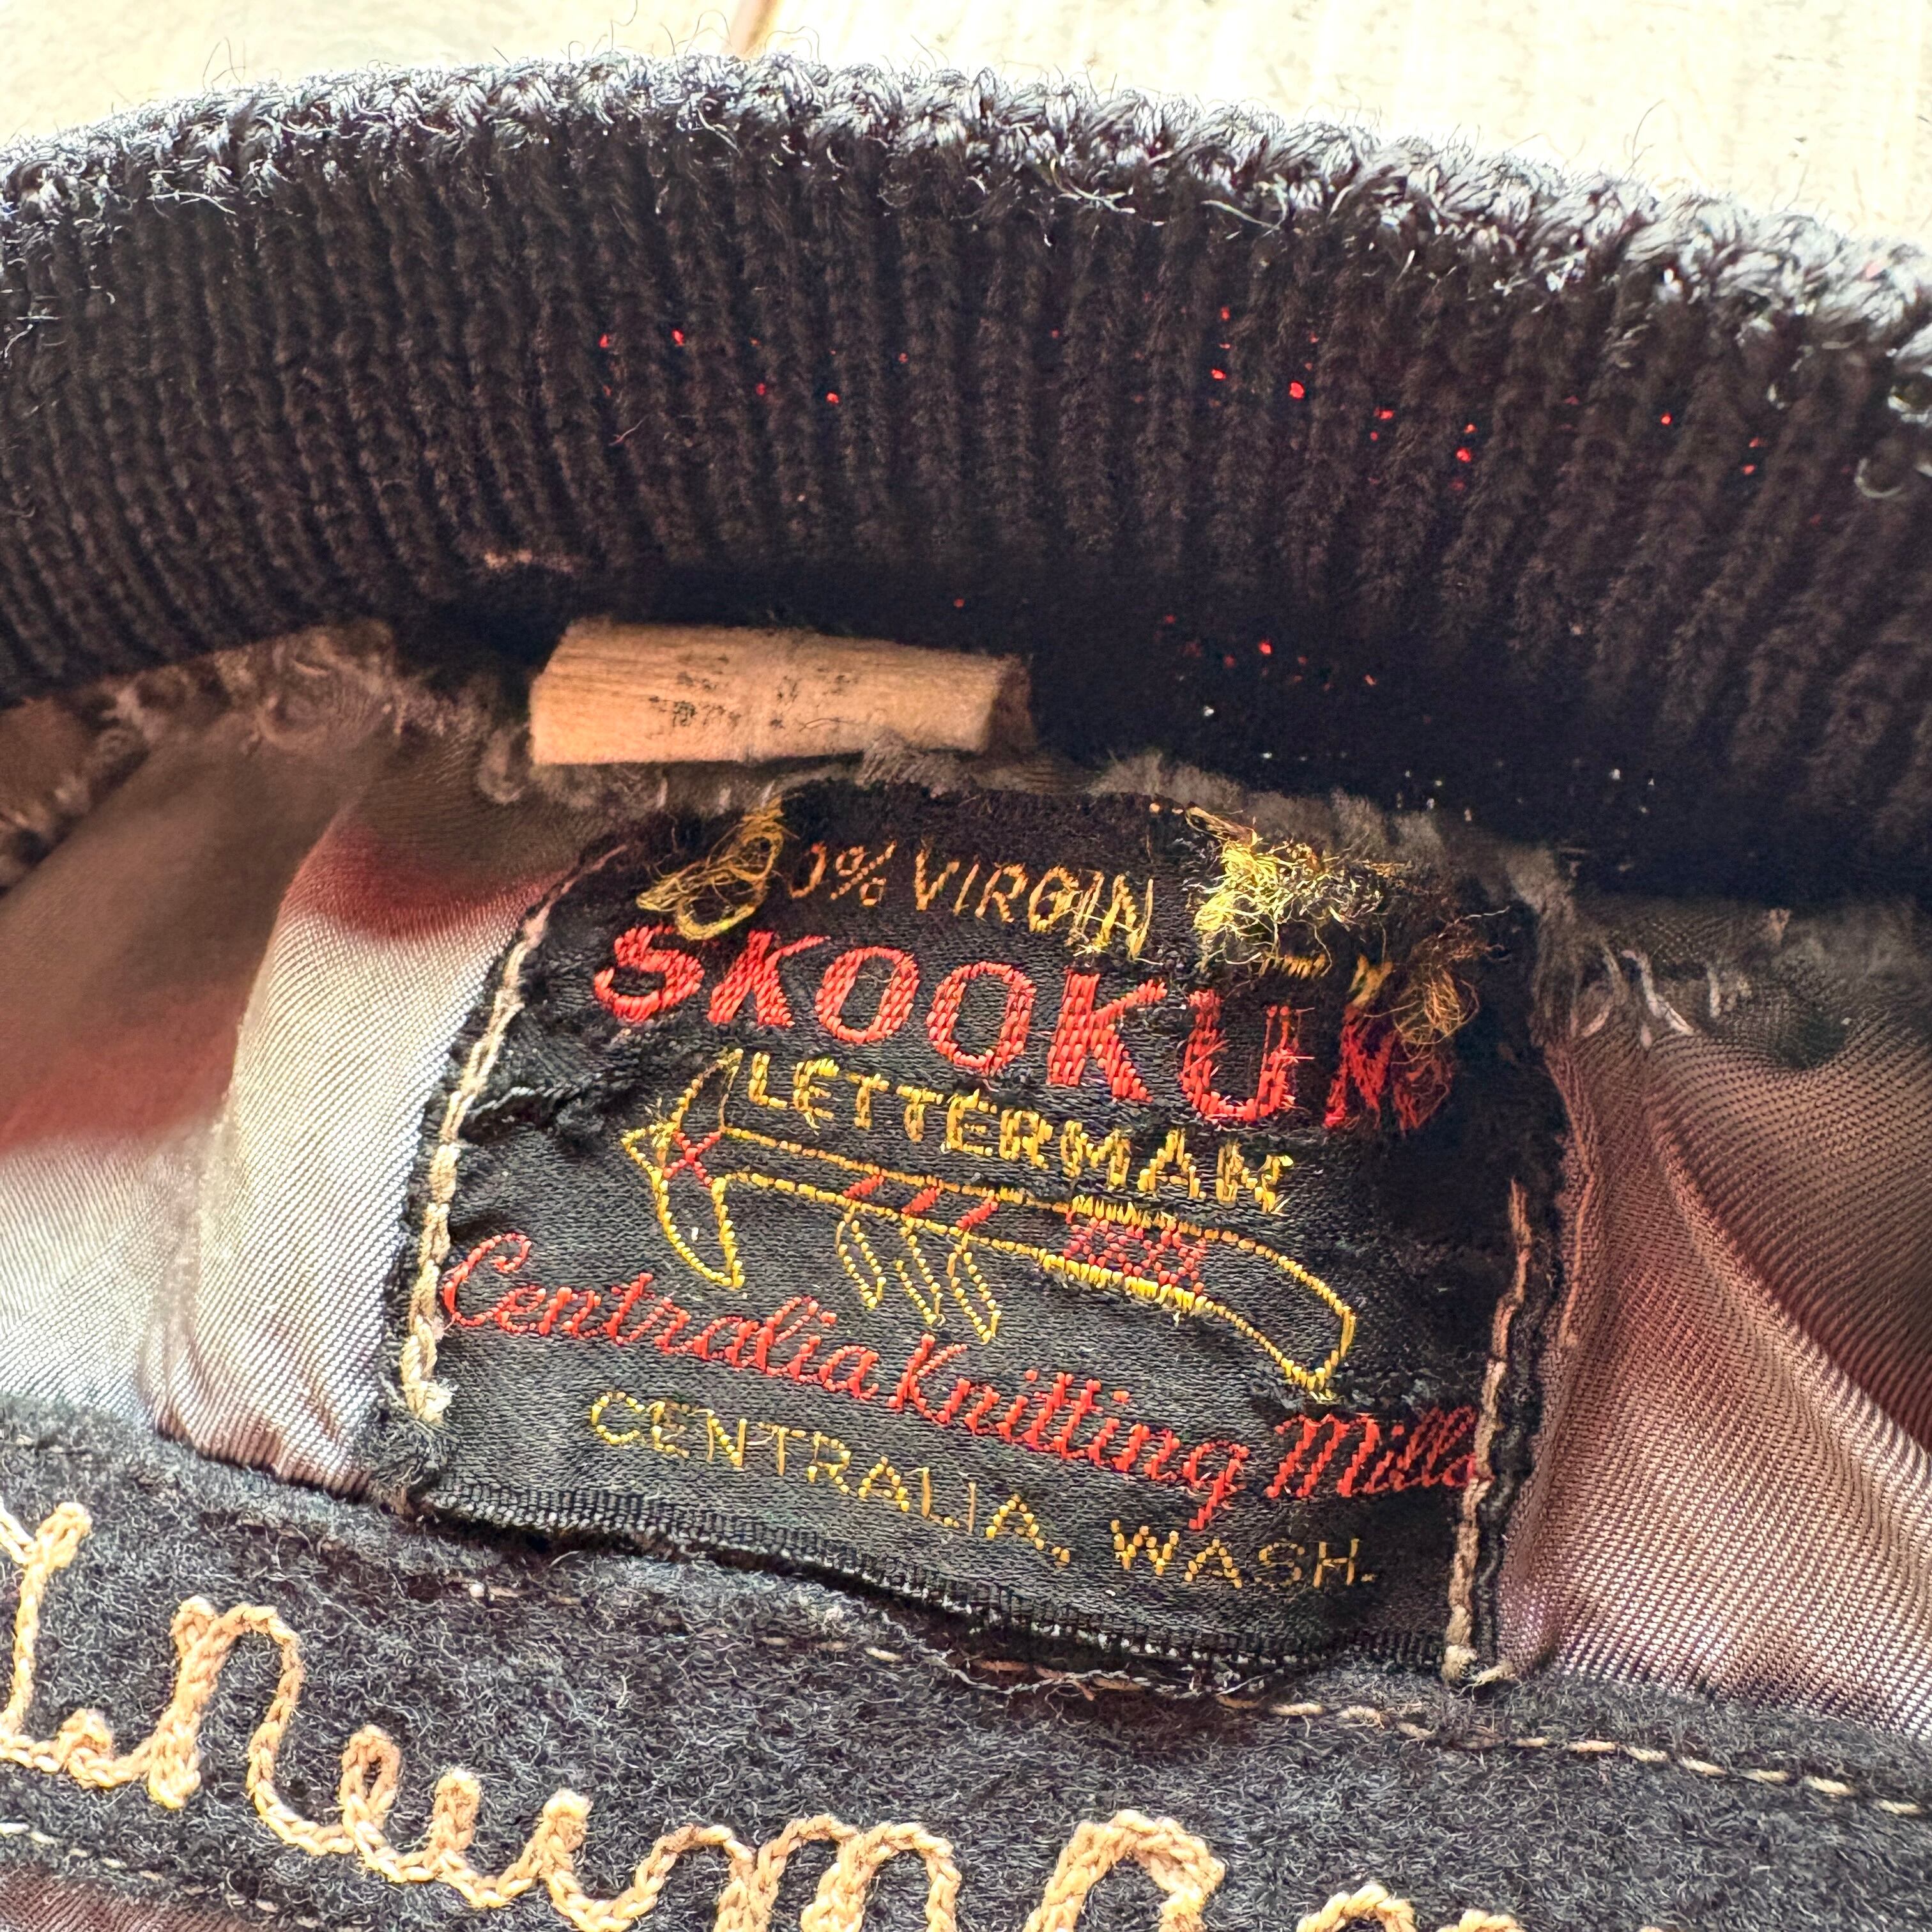 0% VIRGIN
SKOOKUM
LETTERMAN
Centralia Knitting Mills
CENTRALIA, WASH.